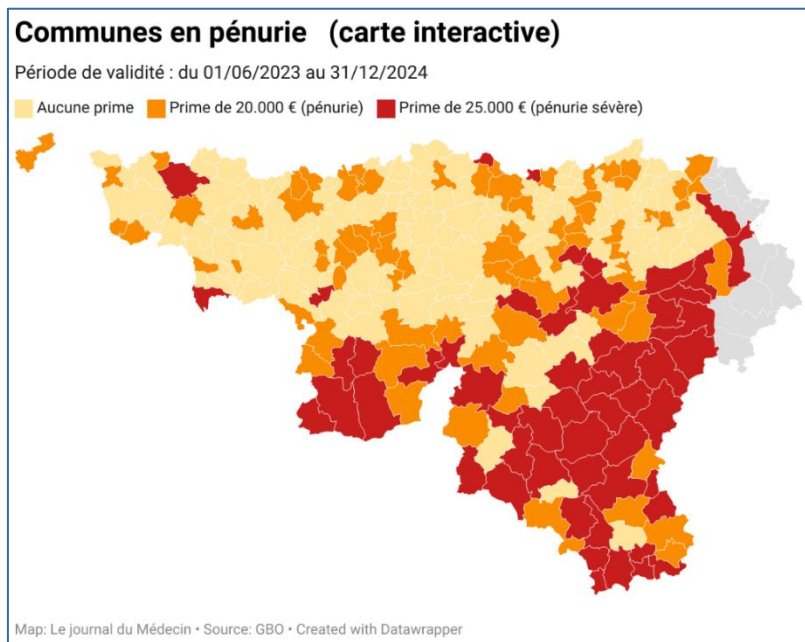 Communes en pénurie (carte interactive)
Période de validité : du 01/06/2023 au 31/12/2024
Aucune prime Prime de 20.000 € (pénurie) Prime de 25.000 € (pénurie sévère)
Map: Le journal du Médecin • Source: GBO • Created with Datawrapper